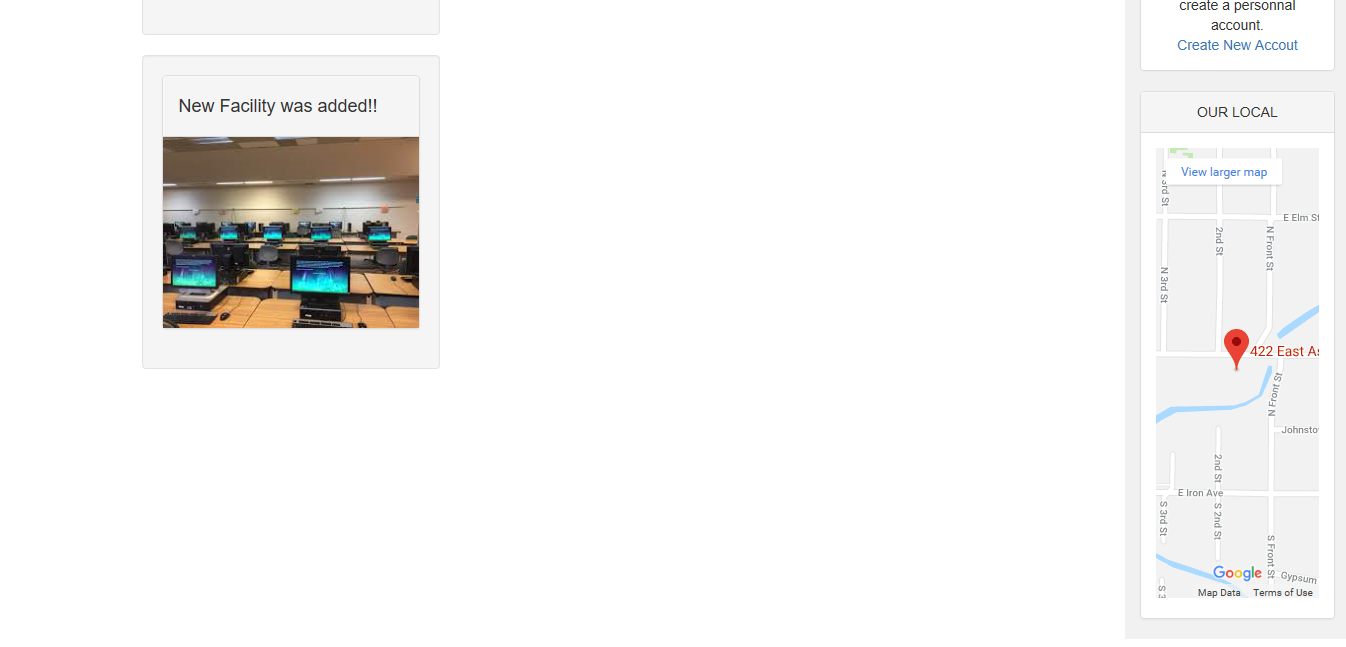 New Facility was added!!
create a personnal
account.
Create New Accout
OUR LOCAL
View larger map
N 3rd St
E Elm St
2nd St
N Front St
N 3rd St
422 East As
N Front St
Johnsto
2nd St
E Iron Ave
S 3rd St
S 2nd St
S Front St
Google
Gypsum
S 3
Map Data
Terms of Use